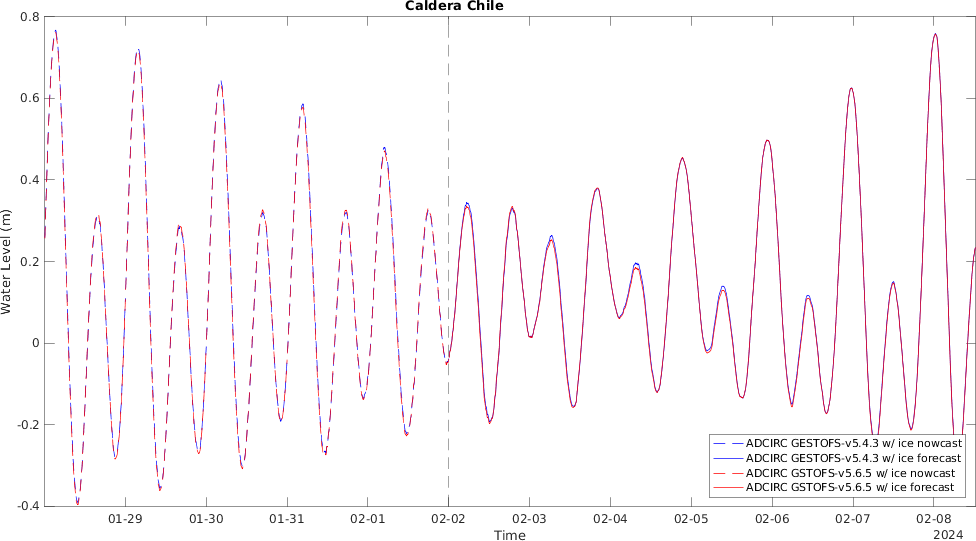 Caldera Chile
0.8
0.6
0.4
0.2
0
-0.2
-0.4
Water Level (m)
ADCIRC GESTOFS-v5.4.3 w/ ice nowcast
ADCIRC GESTOFS-v5.4.3 w/ ice forecast
ADCIRC GSTOFS-v5.6.5 w/ ice nowcast
ADCIRC GSTOFS-v5.6.5 w/ ice forecast
01-29 01-30 01-31 02-01 02-02 02-03 02-04 02-05 02-06 02-07 02-08
Time 2024